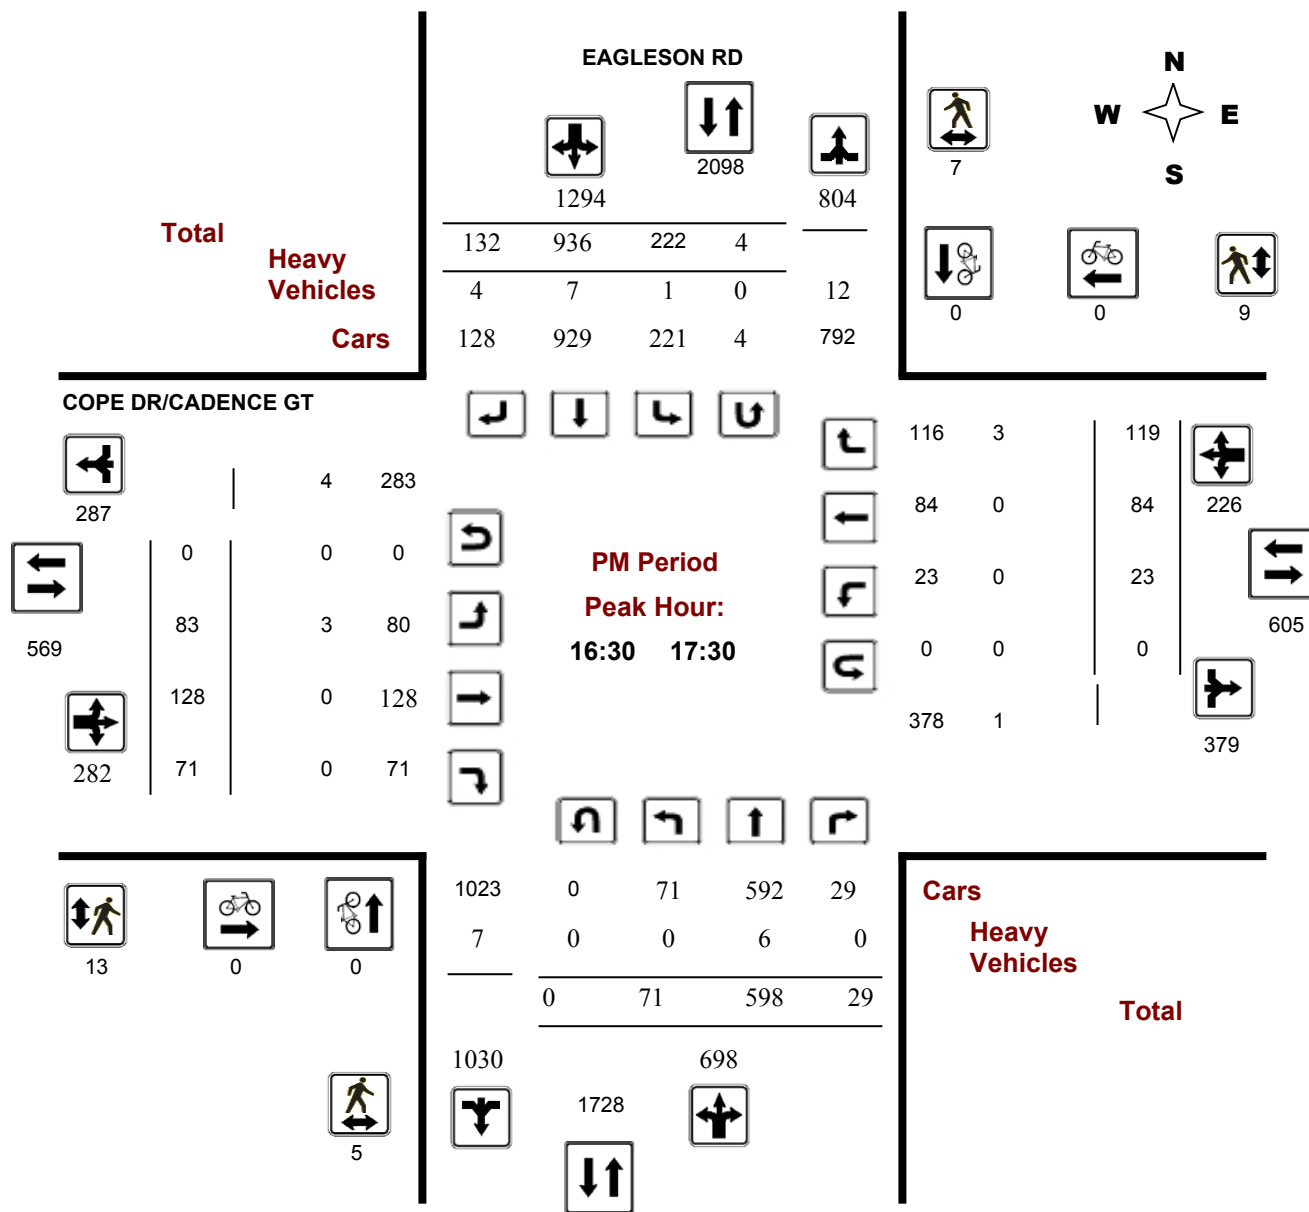 EAGLESON RD
N
W E
S
2098
7
1294
804
Total
132 936 222 4
Heavy
Vehicles
4 7 1 0 12
0 0 9
Cars
128 929 221 4 792
COPE DR/CADENCE GT
116 3 119
4 283
287
84 0 84 226
0 0 0
PM Period
23 0 23
Peak Hour:
83 3 80
605
569
16:30 17:30
0 0 0
128 0 128
378 1
379
282 71 0 71
1023 0 71 592 29
Cars
7 0 0 6 0
Heavy
Vehicles
13 0 0
0 71 598 29
Total
1030 698
1728
5